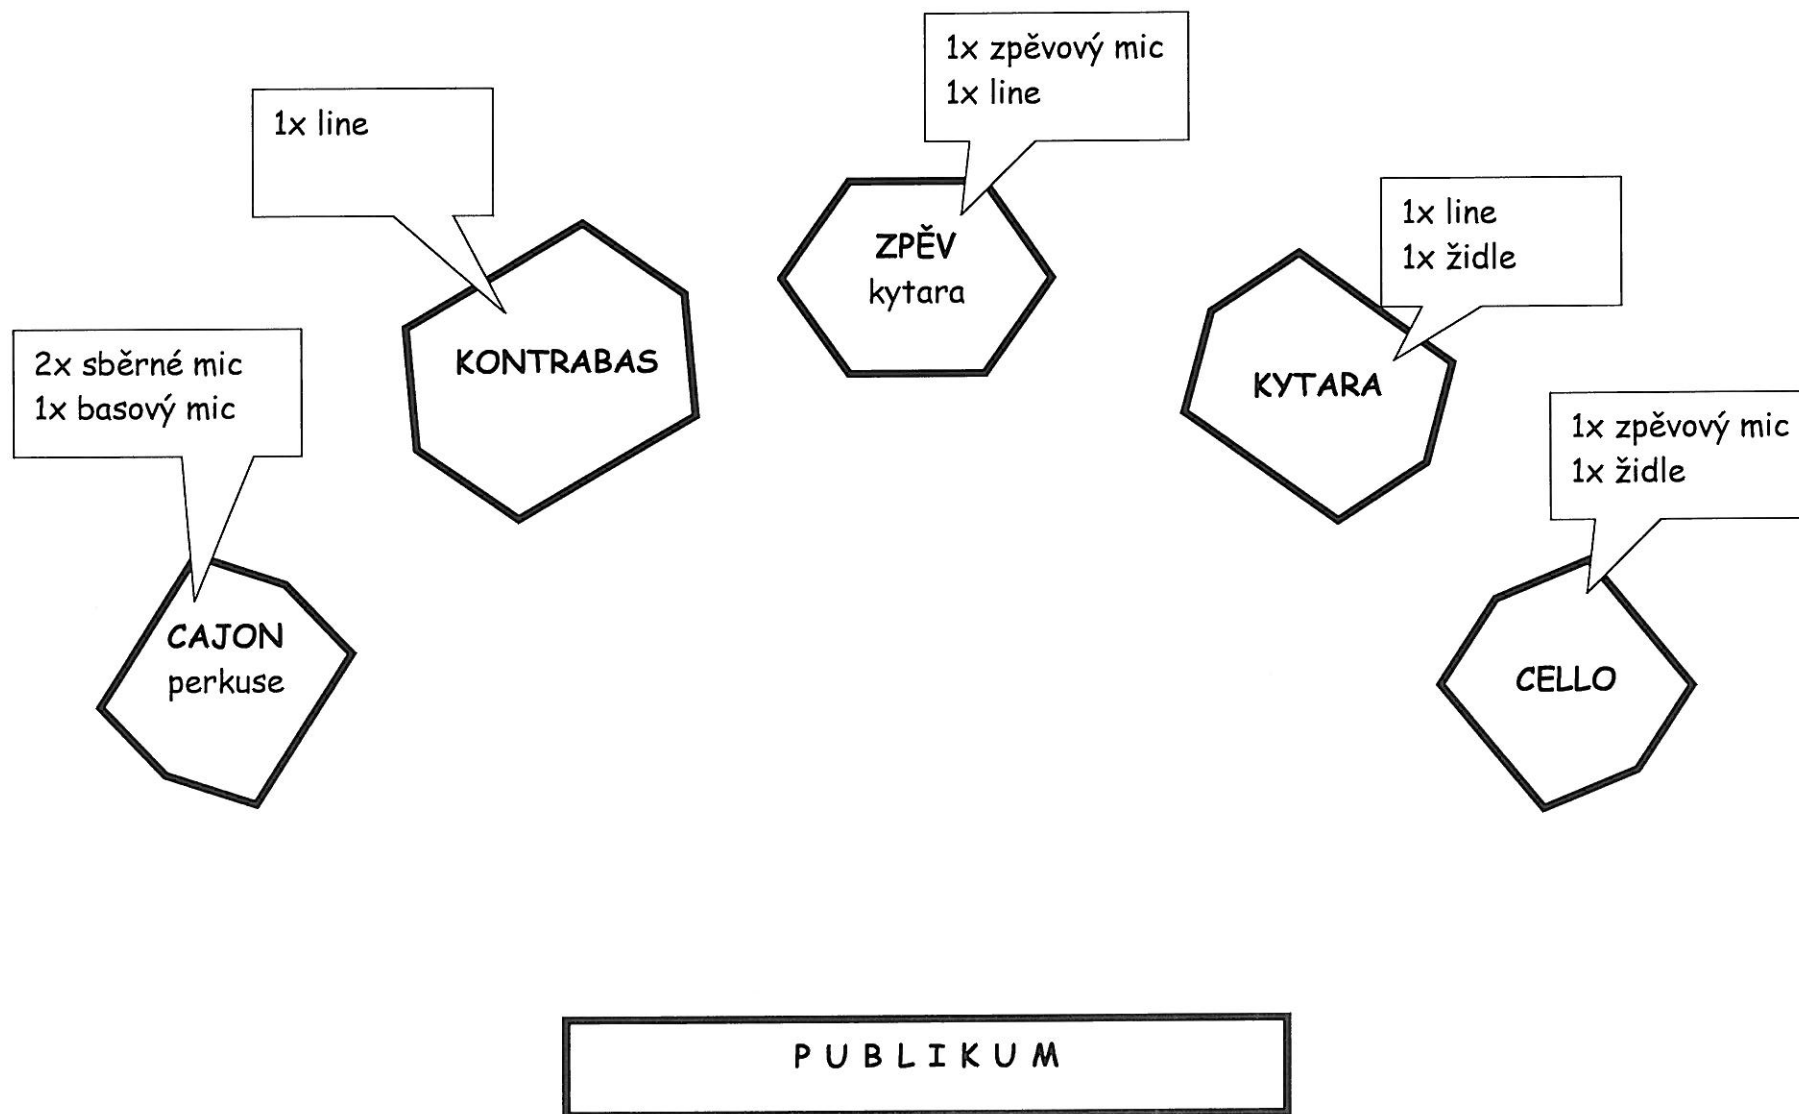 1x zpěvový mic
1x line
1x line
ZPĚV
kytara
1x line
1x židle
KONTRABAS
KYTARA
2x sběrné mic
1x basový mic
1x zpěvový mic
1x židle
CAJON
perkuse
CELLO
PUBLIKUM